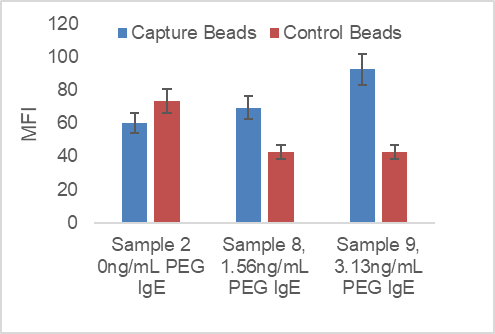 120
Capture Beads
Control Beads
100
80
60
40
20
0
MFI
Sample 2
0ng/mL PEG
IgE
Sample 8,
1.56ng/mL
PEG IgE
Sample 9,
3.13ng/mL
PEG IgE